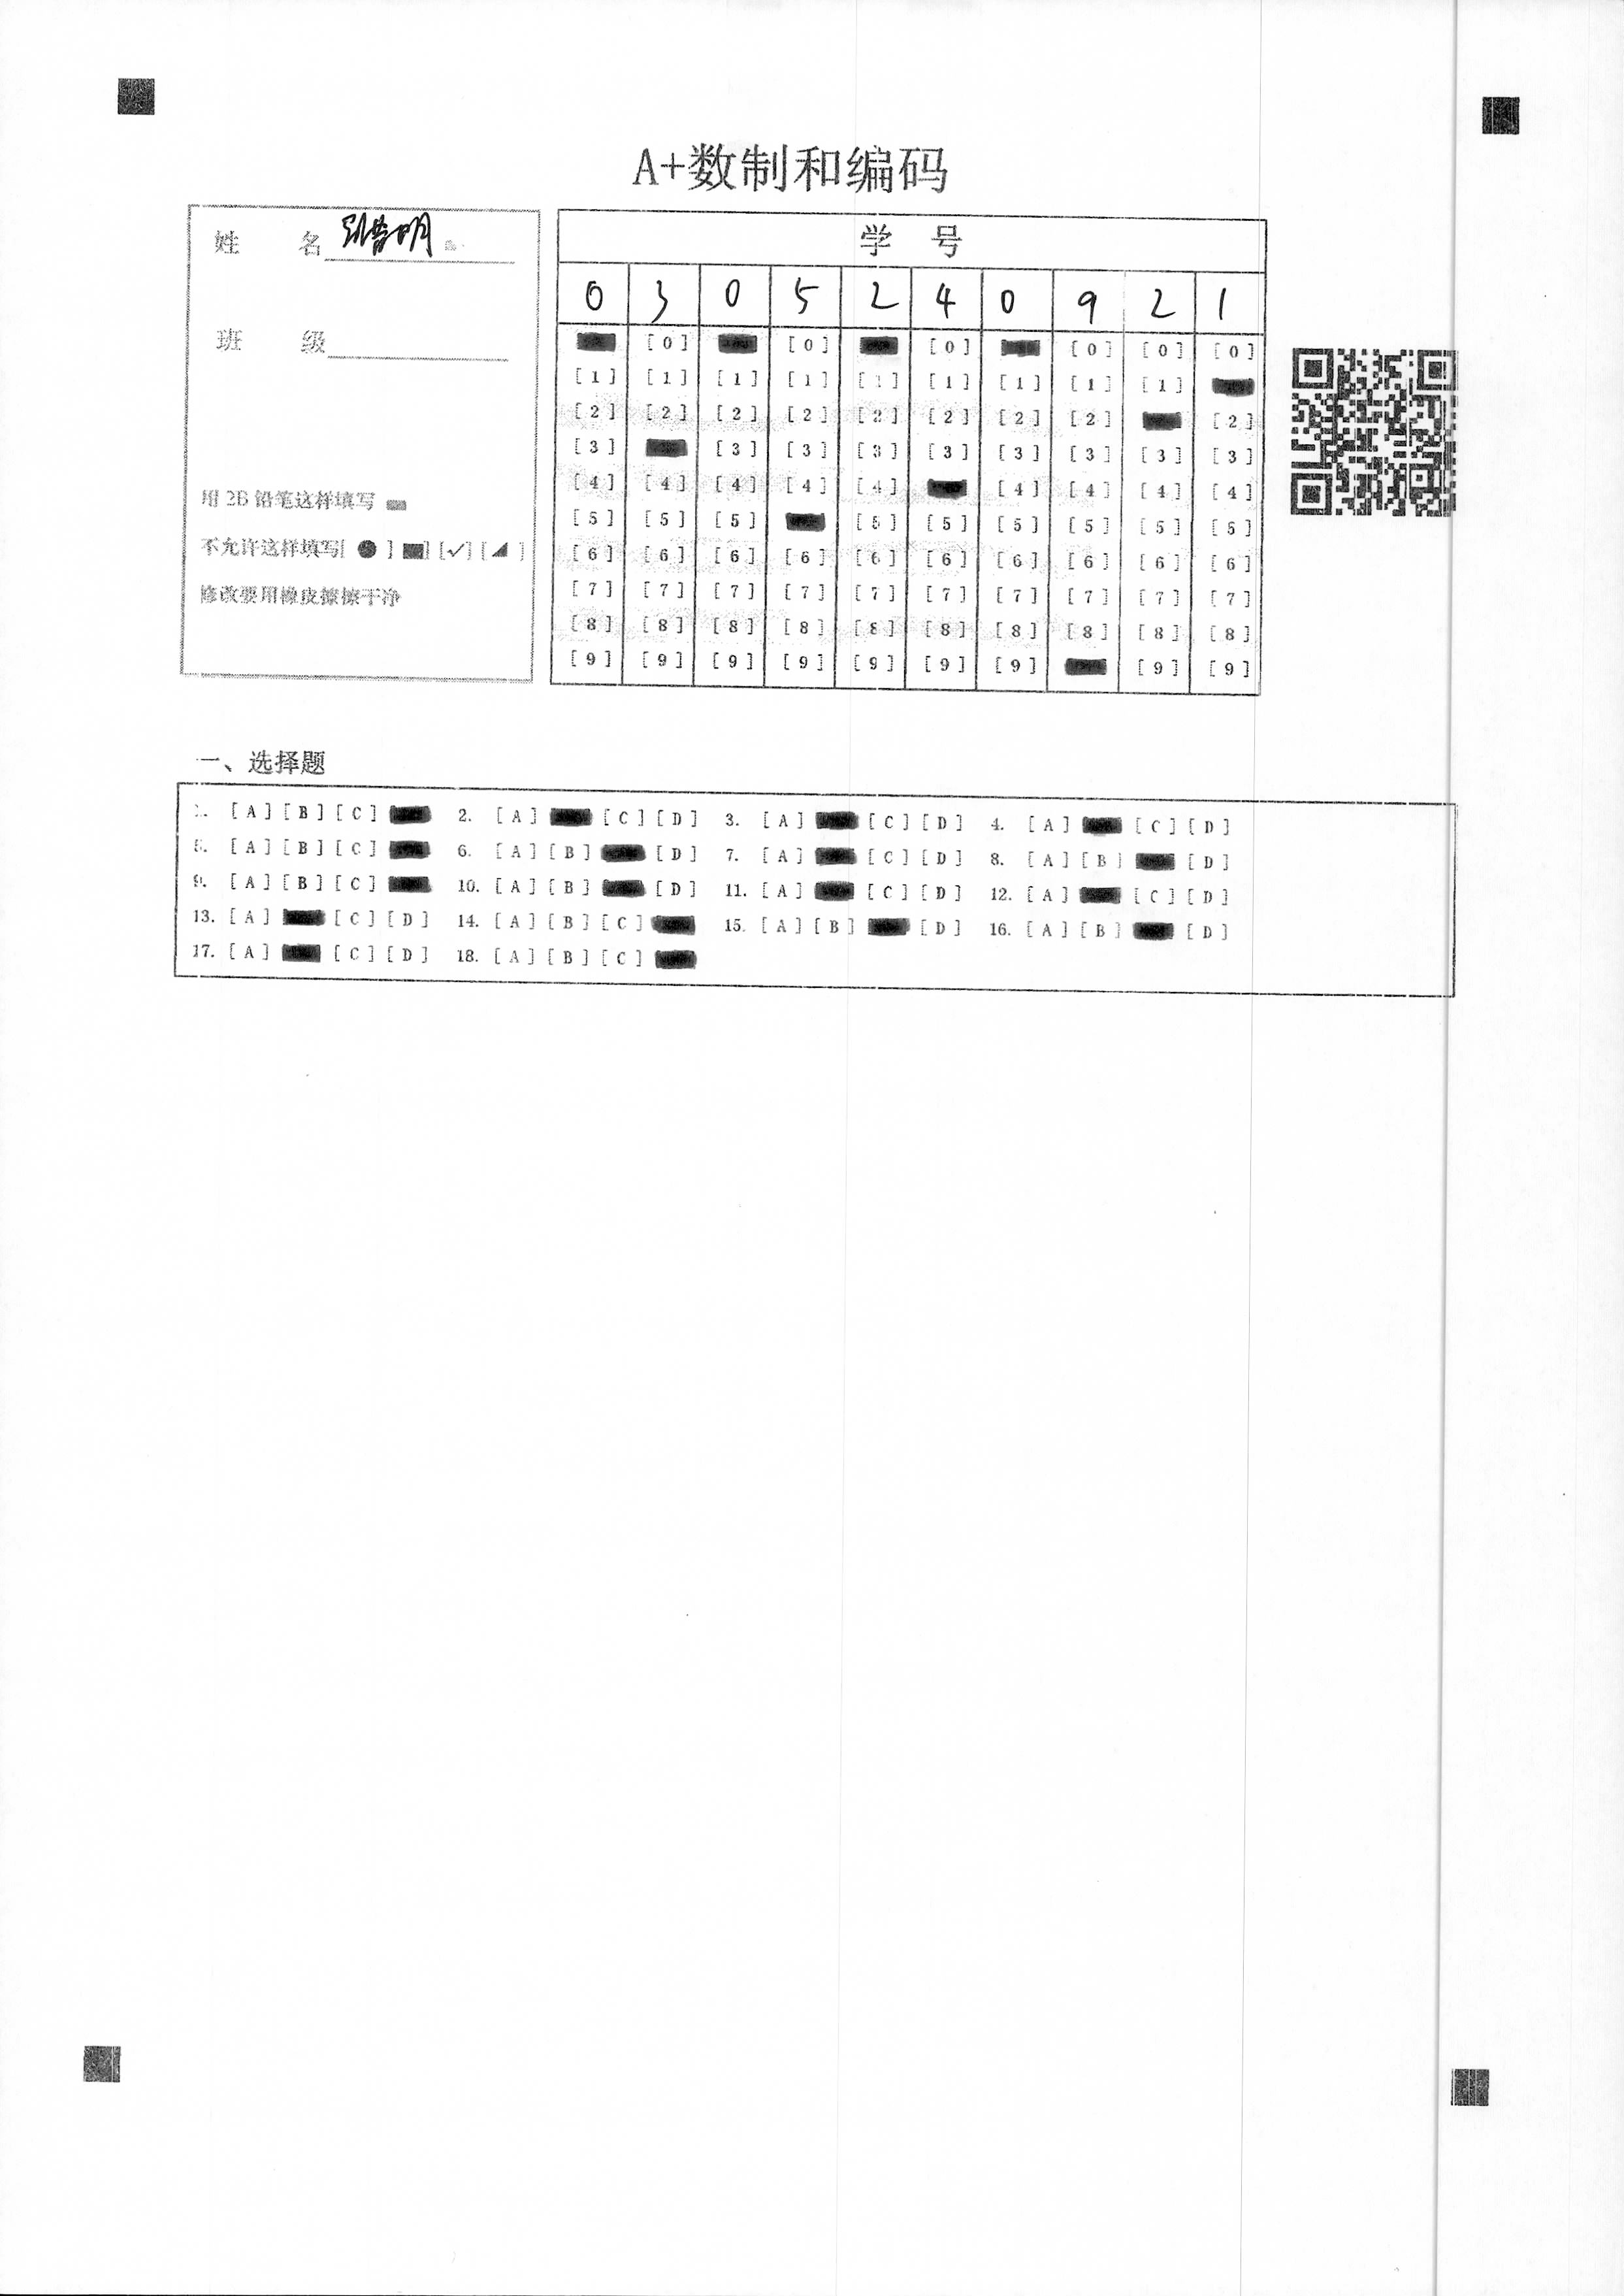 A+数制和编码
姓 名
班 级
用 2B 铅笔这样填写
不允许这样填写[ ● ] ■] [✓] [◢ ]
修改要用橡皮擦擦干净
学 号
0 3 0 5 2 4 0 9 2 1
[0] [0] [0] [0] [0] [0]
[1] [1] [1] [1] [1] [1] [1] [1] [1]
[2] [2] [2] [2] [2] [2] [2] [2] [2]
[3] [3] [3] [3] [3] [3] [3] [3] [3]
[4] [4] [4] [4] [4] [4] [4] [4] [4]
[5] [5] [5] [5] [5] [5] [5] [5] [5]
[6] [6] [6] [6] [6] [6] [6] [6] [6] [6]
[7] [7] [7] [7] [7] [7] [7] [7] [7] [7]
[8] [8] [8] [8] [8] [8] [8] [8] [8] [8]
[9] [9] [9] [9] [9] [9] [9] [9] [9]
一、选择题
[A] [B] [C] 2. [A] [C] [D] 3. [A] [C] [D] 4. [A] [C] [D]
5. [A] [B] [C] 6. [A] [B] [D] 7. [A] [C] [D] 8. [A] [B] [D]
9. [A] [B] [C] 10. [A] [B] [D] 11. [A] [C] [D] 12. [A] [C] [D]
13. [A] [C] [D] 14. [A] [B] [C] 15. [A] [B] [D] 16. [A] [B] [D]
17. [A] [C] [D] 18. [A] [B] [C]